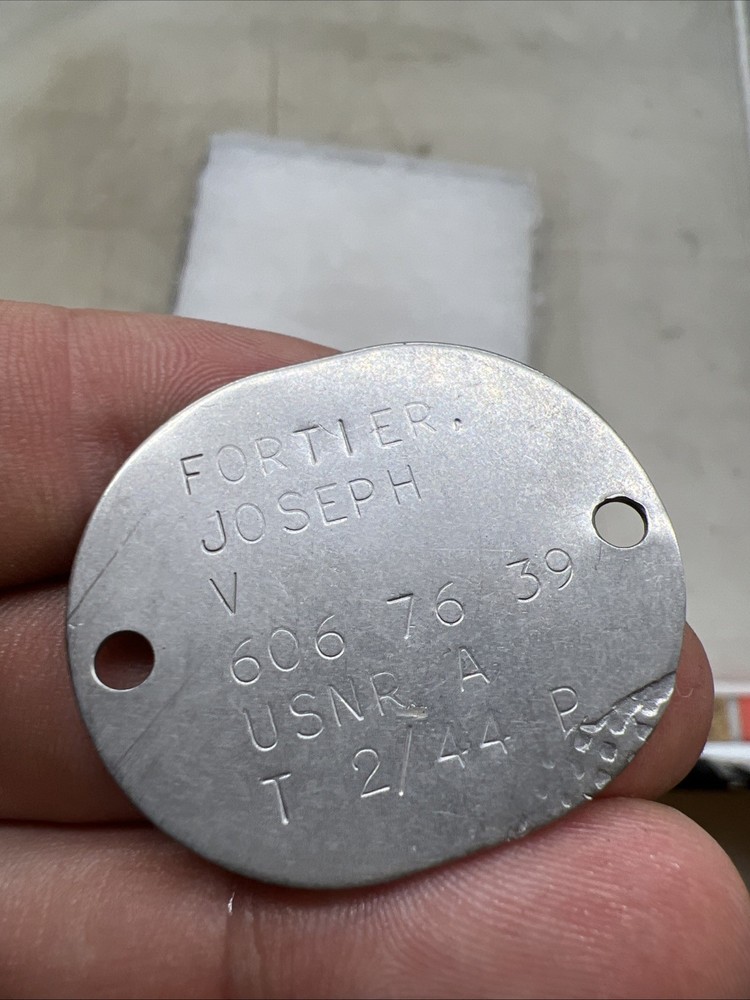 FORTIER,
JOSEPH
V
606 76 39
USNR A
T 2/44 P